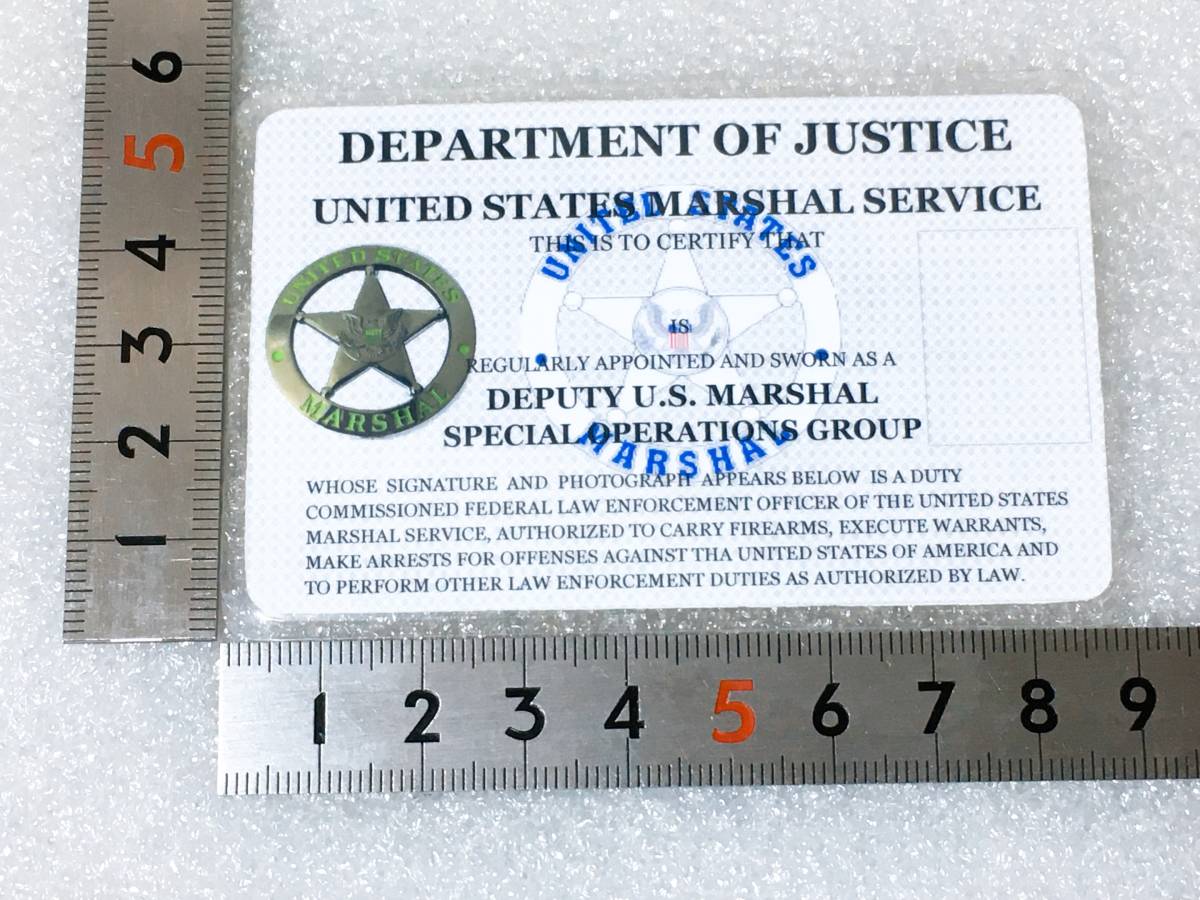 DEPARTMENT OF JUSTICE
UNITED STATES MARSHAL SERVICE
THIS IS TO CERTIFY THAT
UNITED STATES
UNITED STATES
IS
REGULARLY APPOINTED AND SWORN AS A
DEPUTY U.S. MARSHAL
MARSHAL
SPECIAL OPERATIONS GROUP
MARSHAL
WHOSE SIGNATURE AND PHOTOGRAPH APPEARS BELOW IS A DUTY
COMMISSIONED FEDERAL LAW ENFORCEMENT OFFICER OF THE UNITED STATES
MARSHAL SERVICE, AUTHORIZED TO CARRY FIREARMS, EXECUTE WARRANTS,
MAKE ARRESTS FOR OFFENSES AGAINST THA UNITED STATES OF AMERICA AND
TO PERFORM OTHER LAW ENFORCEMENT DUTIES AS AUTHORIZED BY LAW.
1 2 3 4 5 6
1 2 3 4 5 6 7 8 9